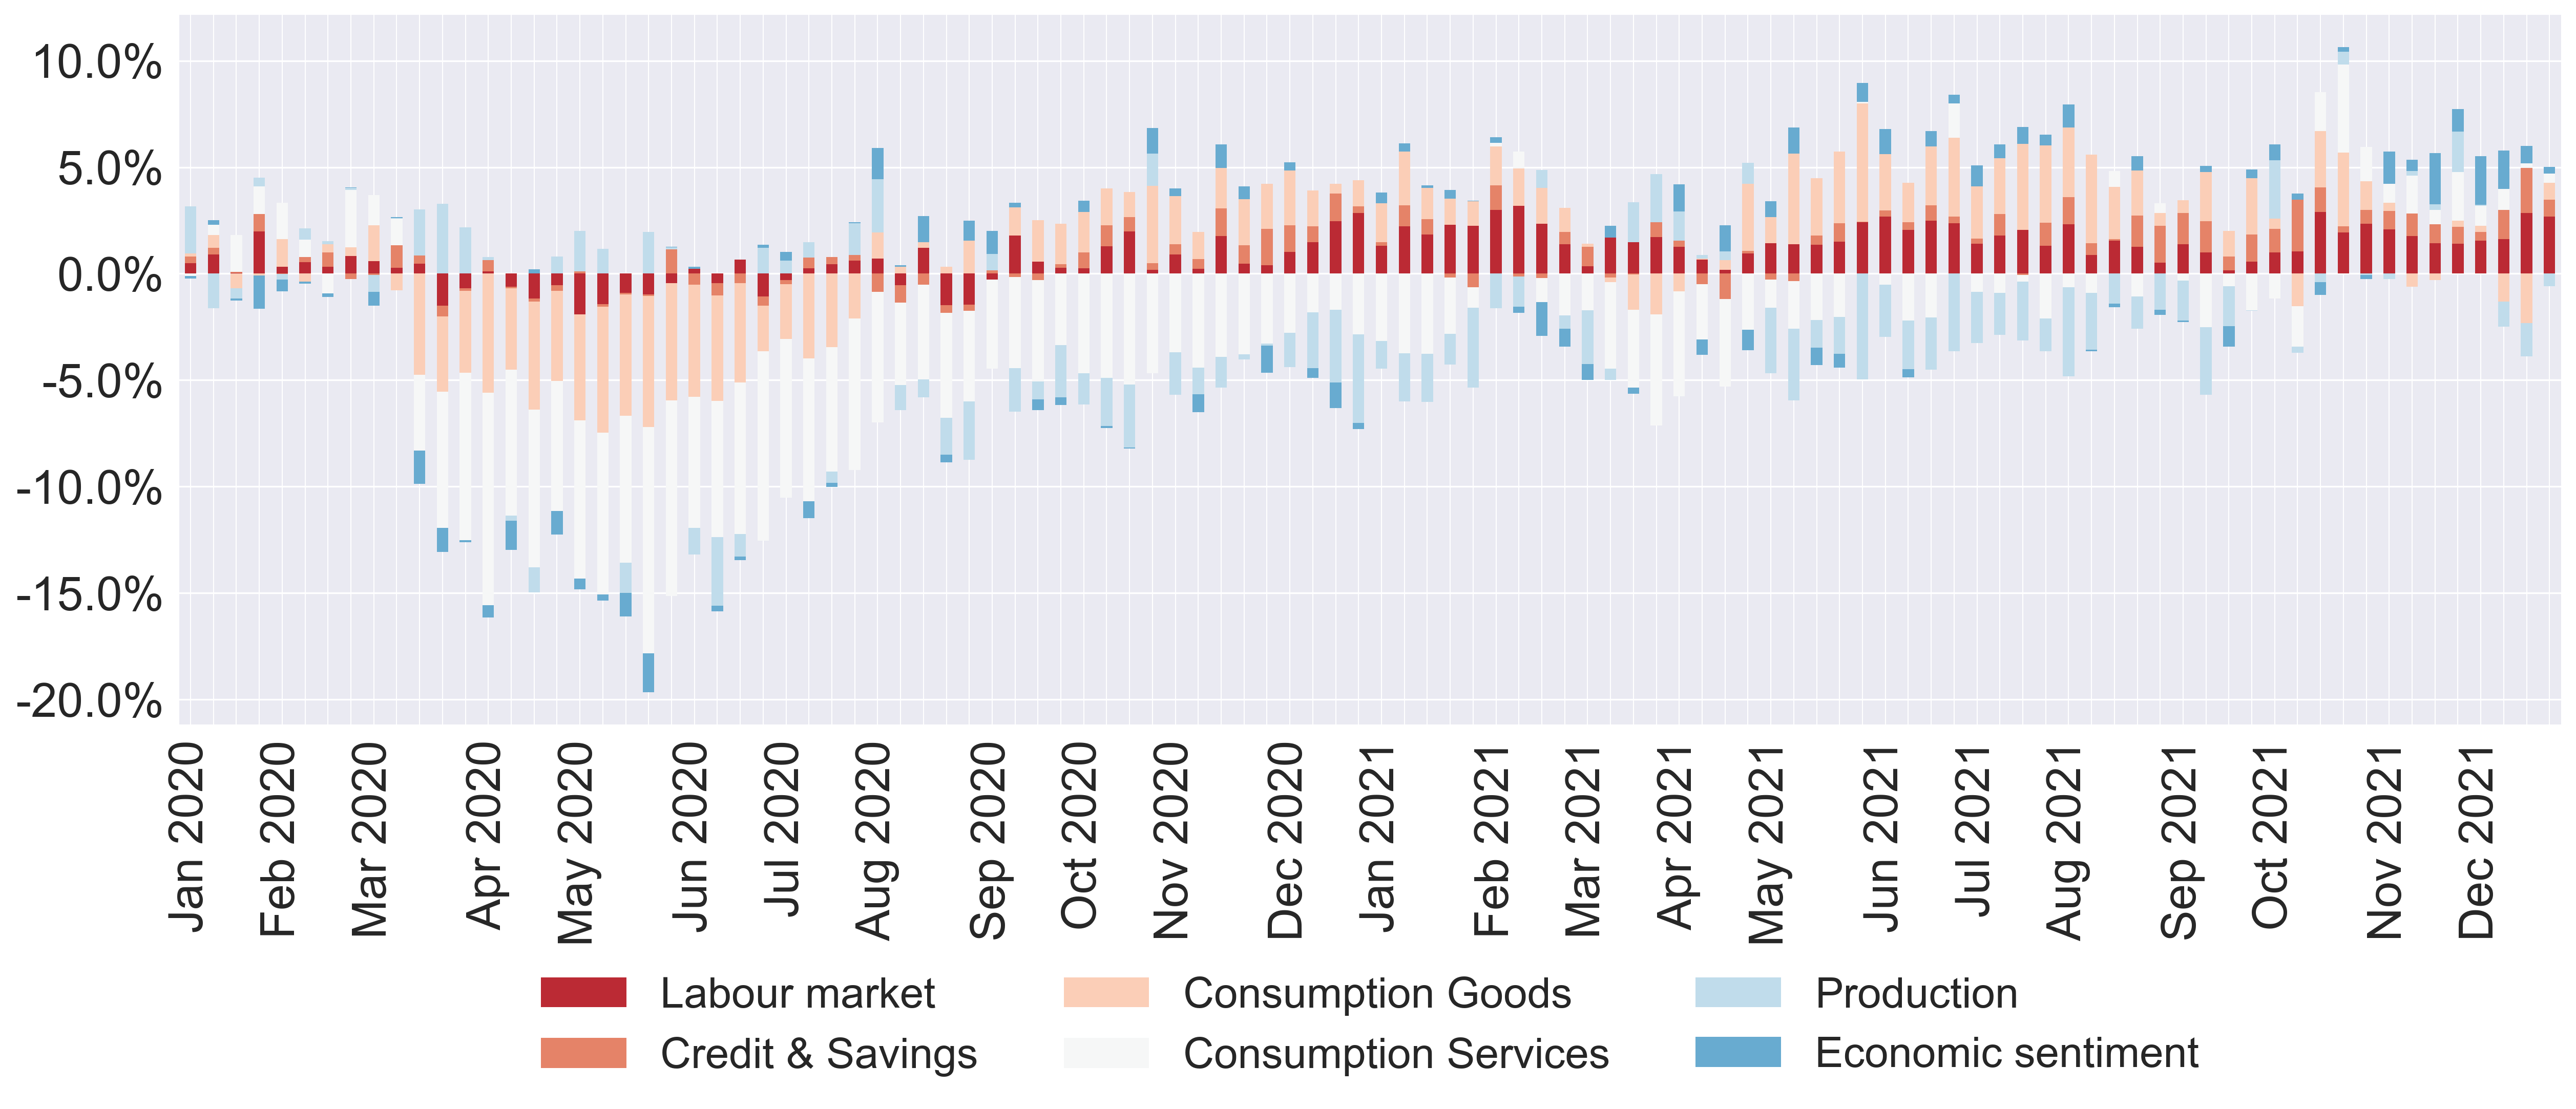 10.0%
5.0%
0.0%
-5.0%
-10.0%
-15.0%
-20.0%
Jan 2020
Feb 2020
Mar 2020
Apr 2020
May 2020
Jun 2020
Jul 2020
Aug 2020
Sep 2020
Oct 2020
Nov 2020
Dec 2020
Jan 2021
Feb 2021
Mar 2021
Apr 2021
May 2021
Jun 2021
Jul 2021
Aug 2021
Sep 2021
Oct 2021
Nov 2021
Dec 2021
Labour market
Consumption Goods
Production
Credit & Savings
Consumption Services
Economic sentiment